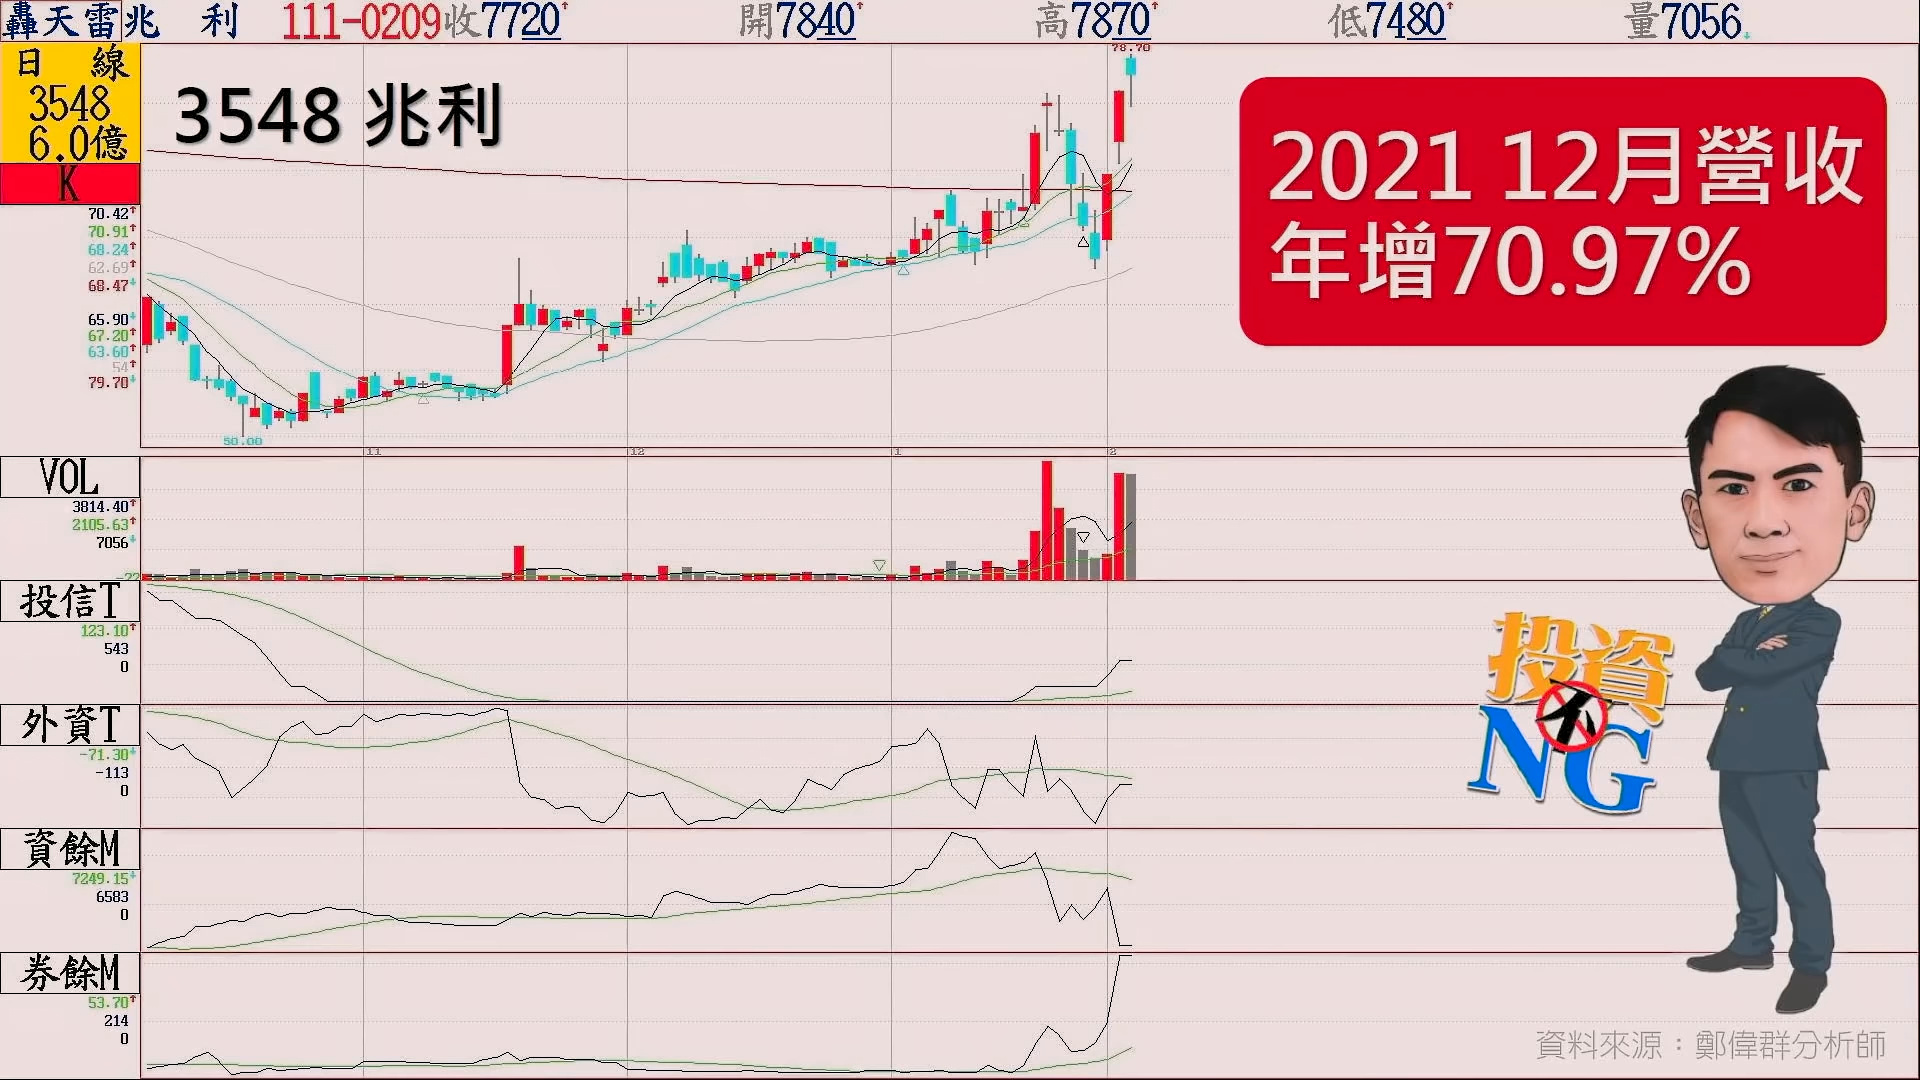 轟天雷兆 利 111-0209收7720↑ 開7840↑ 高7870↑ 低7480↑ 量7056↓
日 線
3548
6.0億
K
3548 兆利
2021 12月營收
年增70.97%
78.70
50.00
70.42↑
70.91↑
68.24↑
62.69↑
68.47↓
65.90↓
67.20↑
63.60↑
54↑
79.70↓
11 12 1 2
VOL
3814.40↑
2105.63↑
7056↓
-22
投信T
123.10↑
543
0
外資T
-71.30↓
-113
0
資餘M
7249.15↓
6583
0
券餘M
53.70↑
214
0
投資
不
NG
資料來源：鄭偉群分析師